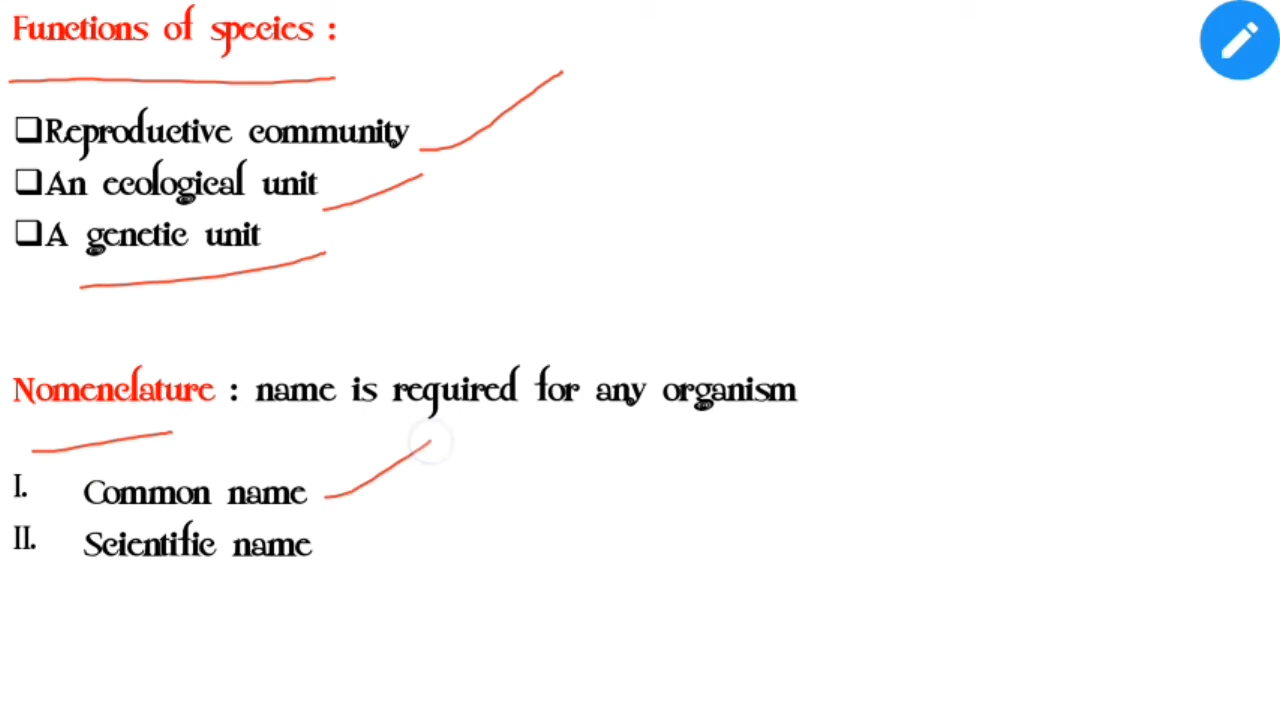 Functions of species :
❑Reproductive community
❑An ecological unit
❑A genetic unit
Nomenclature : name is required for any organism
I. Common name
II. Scientific name